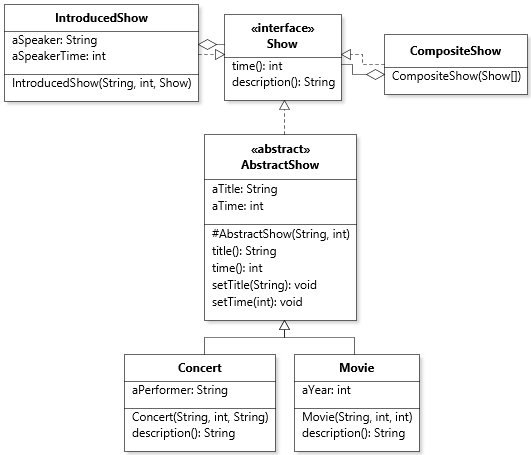 IntroducedShow
aSpeaker: String
aSpeakerTime: int
IntroducedShow(String, int, Show)
«interface»
Show
time(): int
description(): String
CompositeShow
CompositeShow(Show[])
«abstract»
AbstractShow
aTitle: String
aTime: int
#AbstractShow(String, int)
title(): String
time(): int
setTitle(String): void
setTime(int): void
Concert
aPerformer: String
Concert(String, int, String)
description(): String
Movie
aYear: int
Movie(String, int, int)
description(): String